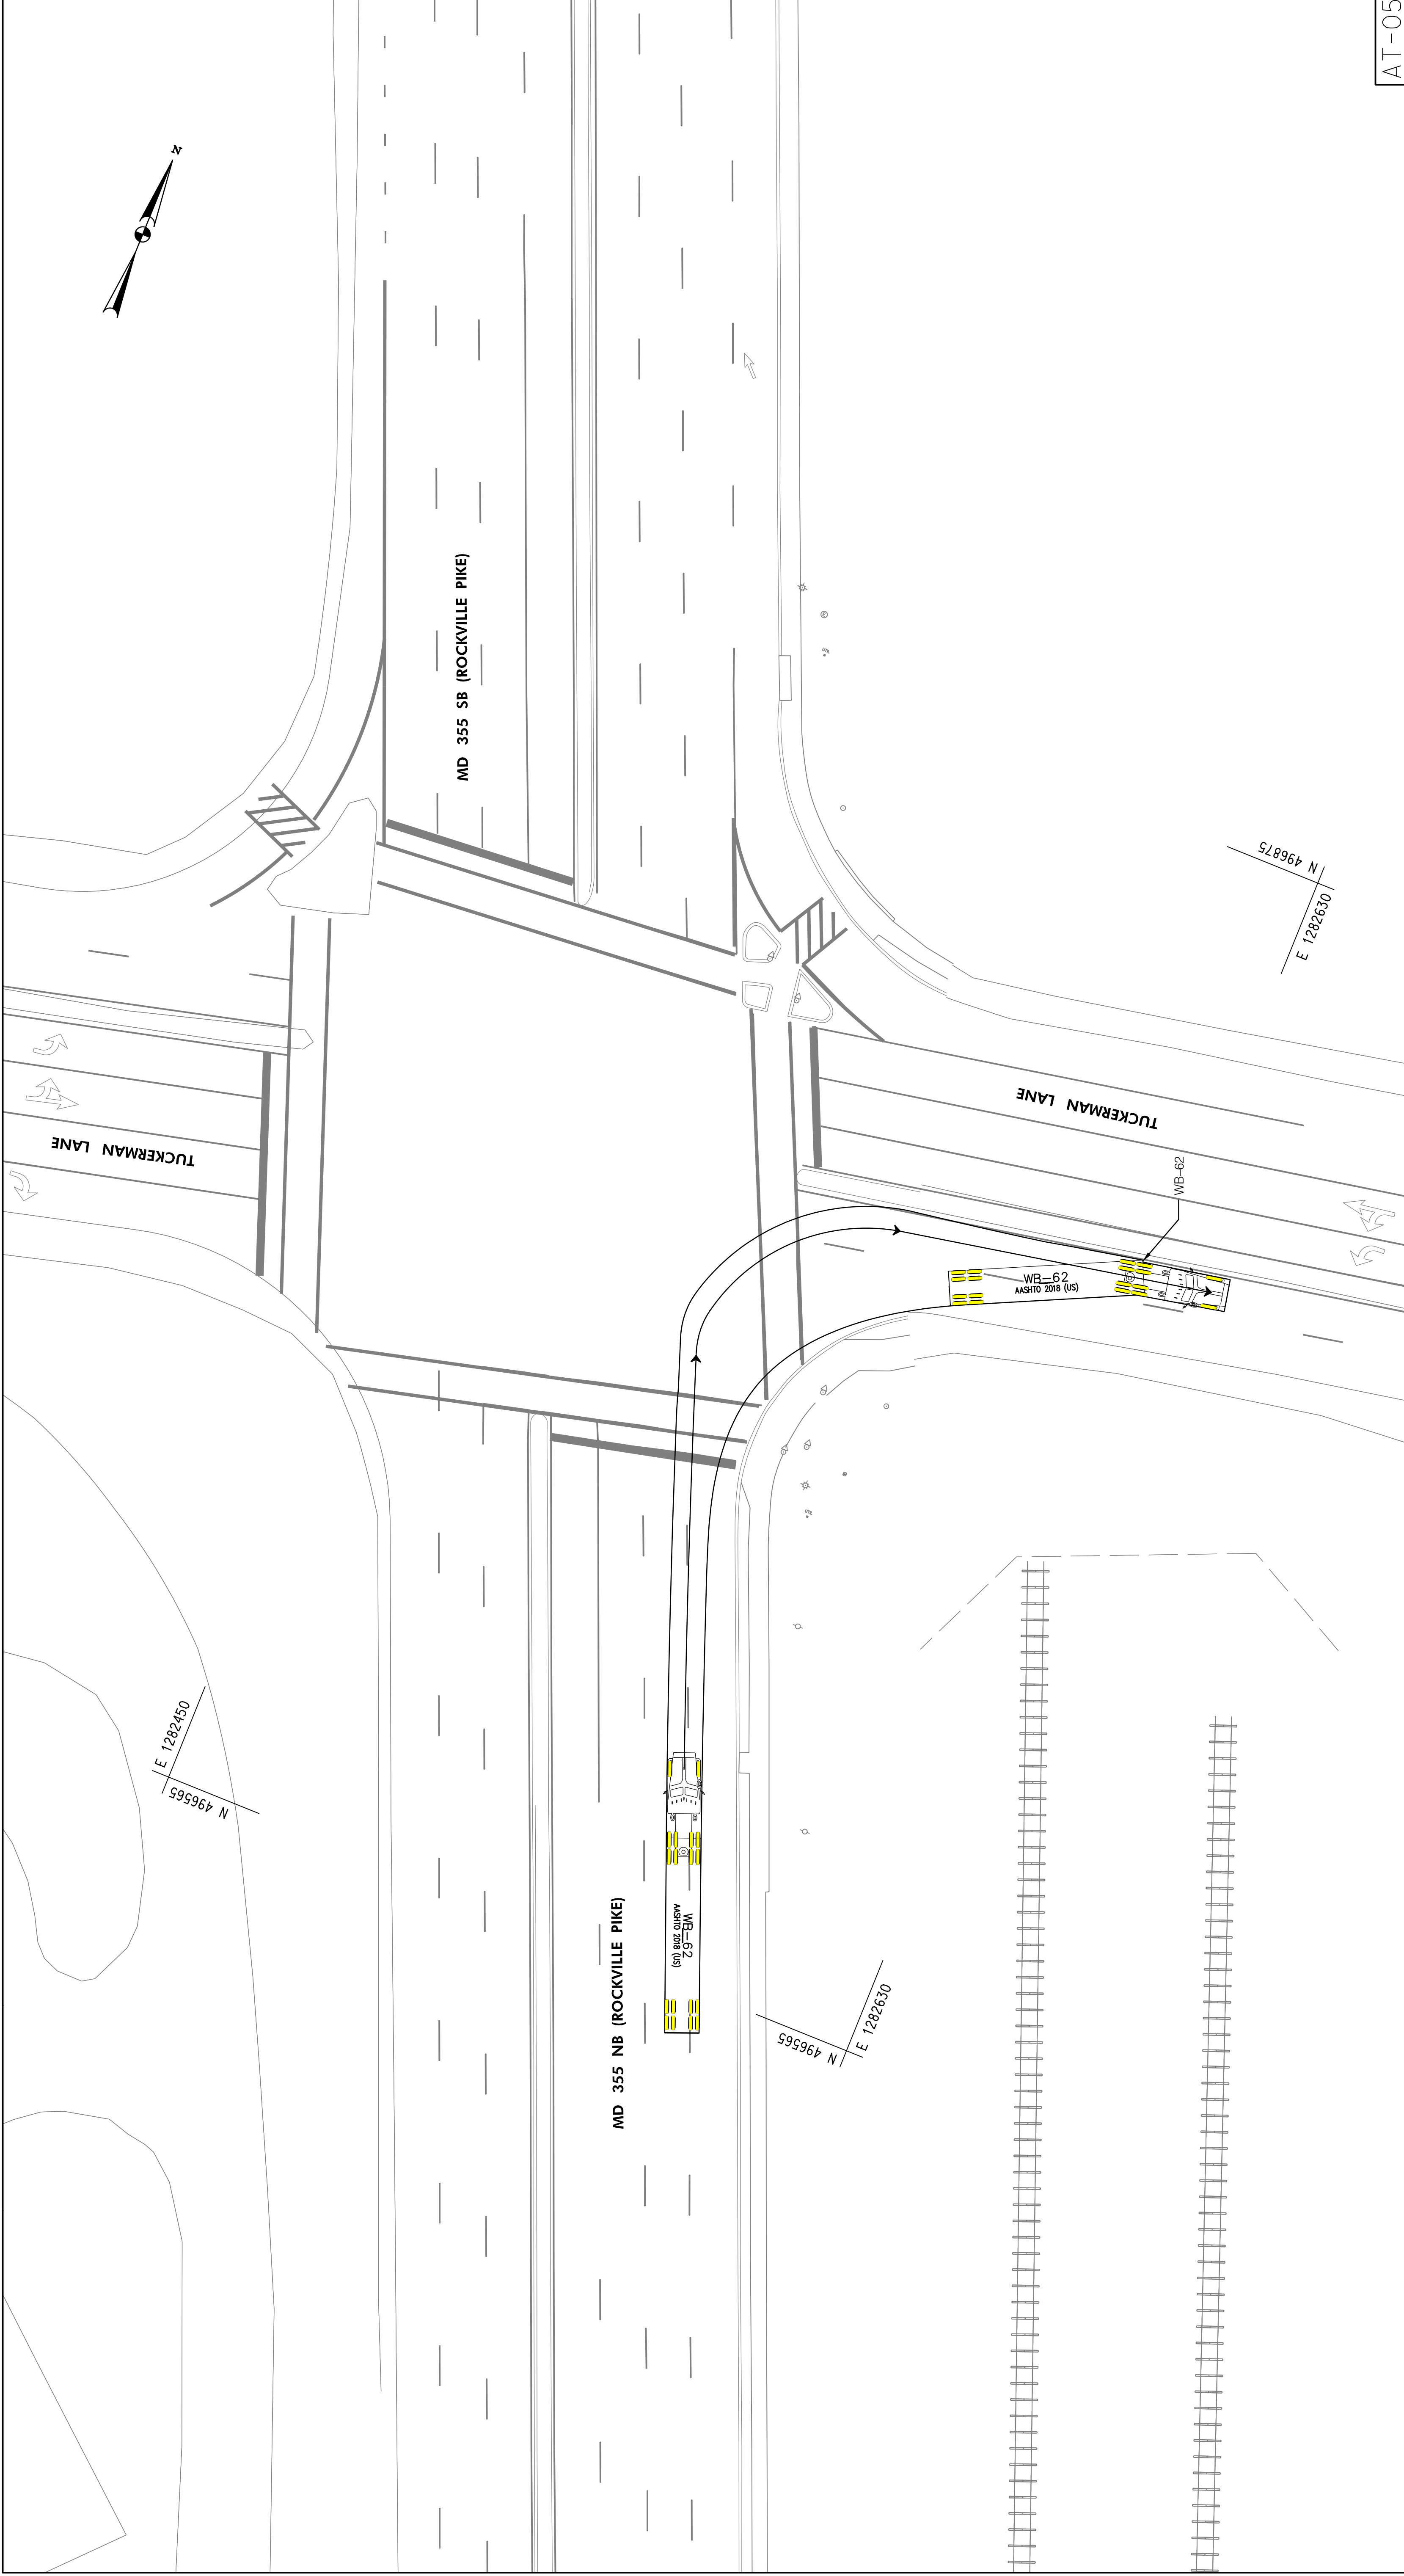 AT-05
N
MD 355 SB (ROCKVILLE PIKE)
N 496875
E 1282630
TUCKERMAN LANE
TUCKERMAN LANE
WB-62
WB-62
AASHTO 2018 (US)
E 1282450
N 496565
MD 355 NB (ROCKVILLE PIKE)
WB-62
AASHTO 2018 (US)
N 496565
E 1282630